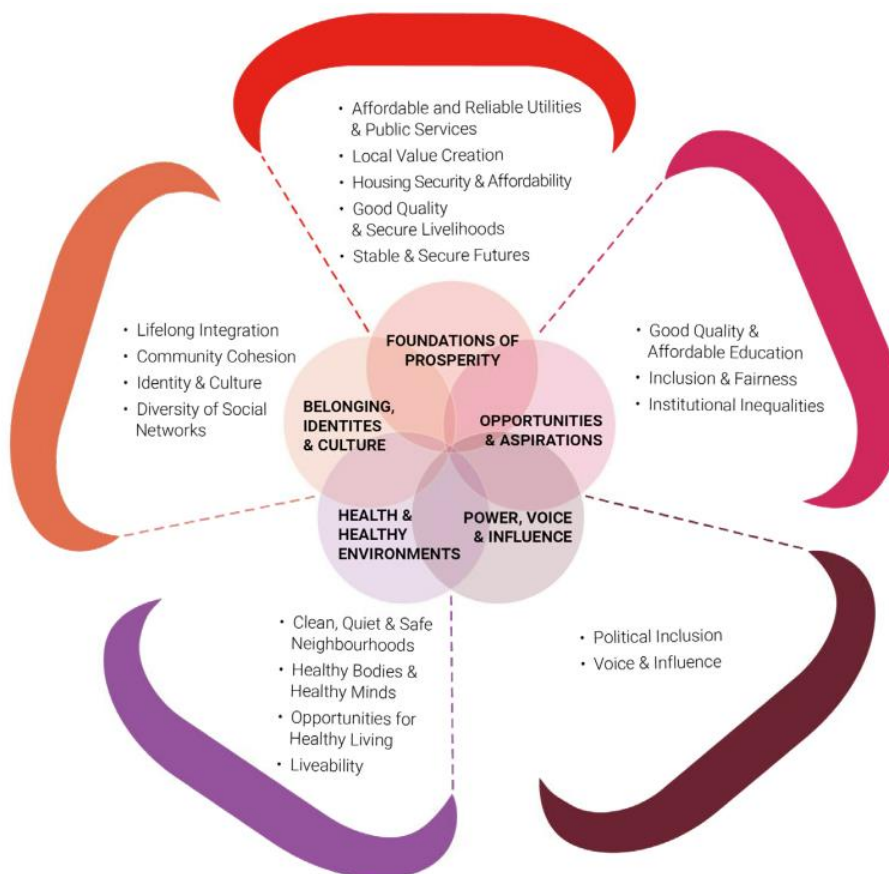 • Affordable and Reliable Utilities
& Public Services
• Local Value Creation
• Housing Security & Affordability
• Good Quality
& Secure Livelihoods
• Stable & Secure Futures
• Lifelong Integration
• Community Cohesion
• Identity & Culture
• Diversity of Social
Networks
• Good Quality &
Affordable Education
• Inclusion & Fairness
• Institutional Inequalities
FOUNDATIONS OF
PROSPERITY
BELONGING,
IDENTITES
& CULTURE
OPPORTUNITIES
& ASPIRATIONS
HEALTH &
HEALTHY
ENVIRONMENTS
POWER, VOICE
& INFLUENCE
• Clean, Quiet & Safe
Neighbourhoods
• Healthy Bodies &
Healthy Minds
• Opportunities for
Healthy Living
• Liveability
• Political Inclusion
• Voice & Influence